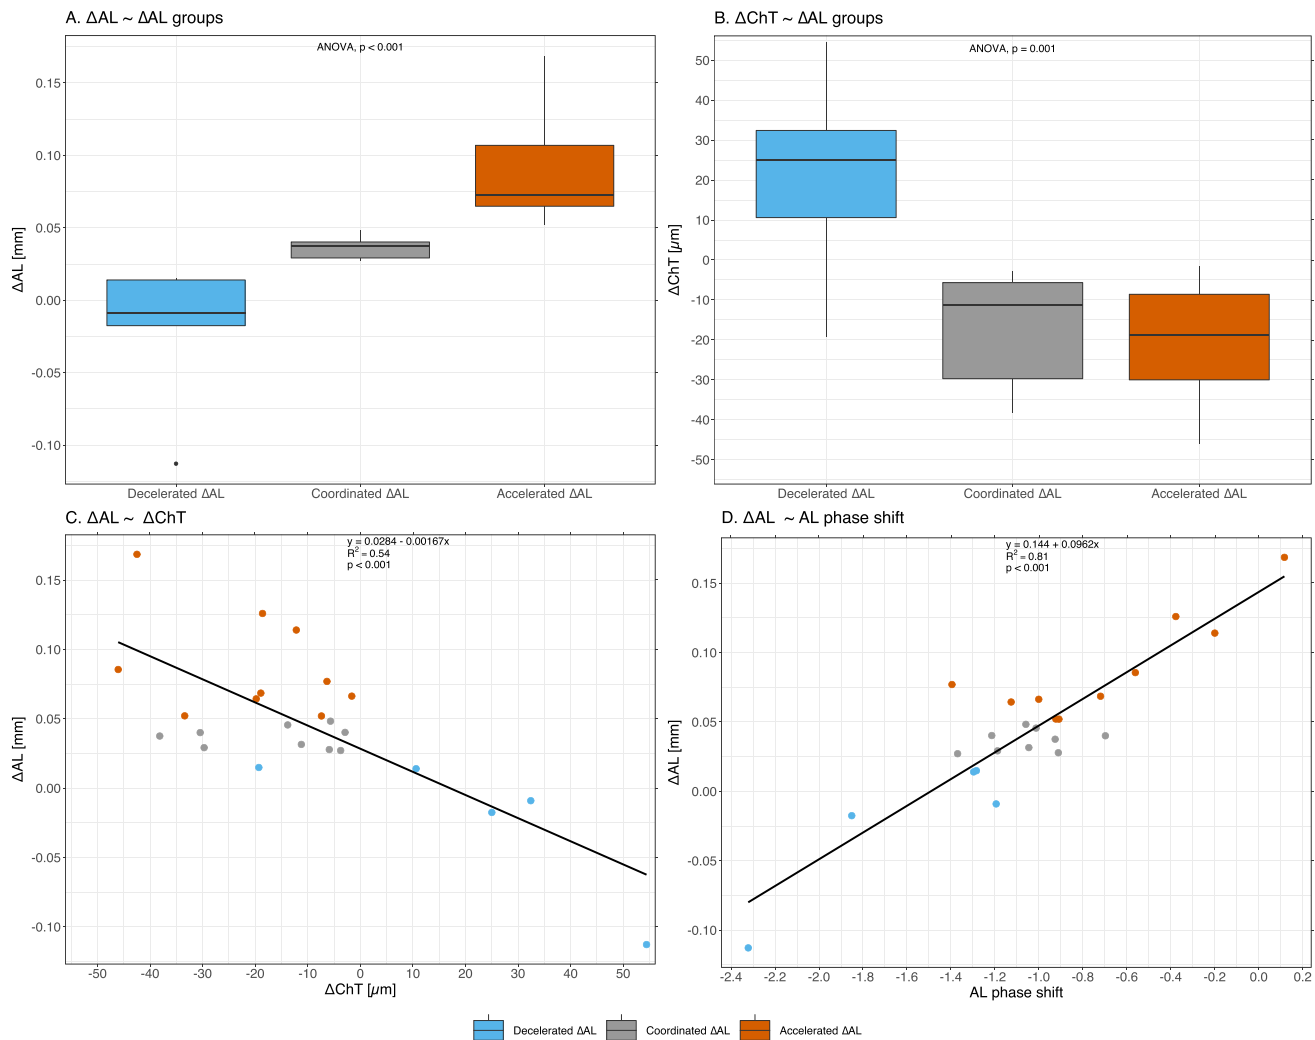 A. ΔAL ~ ΔAL groups
ANOVA, p < 0.001
0.15
0.10
0.05
0.00
-0.05
-0.10
ΔAL [mm]
Decelerated ΔAL
Coordinated ΔAL
Accelerated ΔAL
B. ΔChT ~ ΔAL groups
ANOVA, p = 0.001
50
40
30
20
10
0
-10
-20
-30
-40
-50
ΔChT [µm]
Decelerated ΔAL
Coordinated ΔAL
Accelerated ΔAL
C. ΔAL ~ ΔChT
y = 0.0284 - 0.00167x
R² = 0.54
p < 0.001
0.15
0.10
0.05
0.00
-0.05
-0.10
ΔAL [mm]
-50 -40 -30 -20 -10 0 10 20 30 40 50
ΔChT [µm]
D. ΔAL ~ AL phase shift
y = 0.144 + 0.0962x
R² = 0.81
p < 0.001
0.15
0.10
0.05
0.00
-0.05
-0.10
ΔAL [mm]
-2.4 -2.2 -2.0 -1.8 -1.6 -1.4 -1.2 -1.0 -0.8 -0.6 -0.4 -0.2 0.0 0.2
AL phase shift
Decelerated ΔAL Coordinated ΔAL Accelerated ΔAL